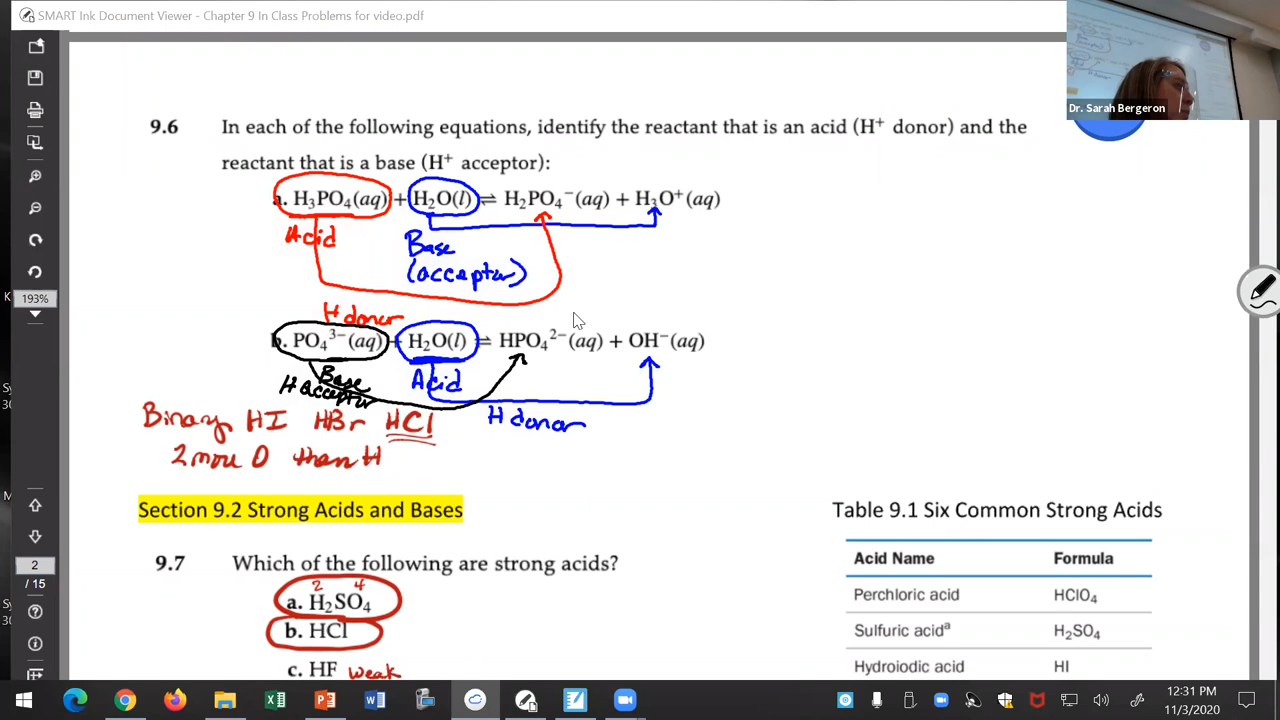 SMART Ink Document Viewer - Chapter 9 In Class Problems for video.pdf
Dr. Sarah Bergeron
9.6 In each of the following equations, identify the reactant that is an acid (H⁺ donor) and the
reactant that is a base (H⁺ acceptor):
a. H₃PO₄(aq) + H₂O(l) ⇌ H₂PO₄⁻(aq) + H₃O⁺(aq)
Acid
Base
(acceptor)
H donor
b. PO₄³⁻(aq) + H₂O(l) ⇌ HPO₄²⁻(aq) + OH⁻(aq)
Base
H acceptor
Acid
H donor
Binary HI HBr HCl
2 more O than H
Section 9.2 Strong Acids and Bases
Table 9.1 Six Common Strong Acids
9.7 Which of the following are strong acids?
2 4
a. H₂SO₄
b. HCl
c. HF weak
Acid Name Formula
Perchloric acid HClO₄
Sulfuric acidᵃ H₂SO₄
Hydroiodic acid HI
193%
2
/ 15
12:31 PM
11/3/2020